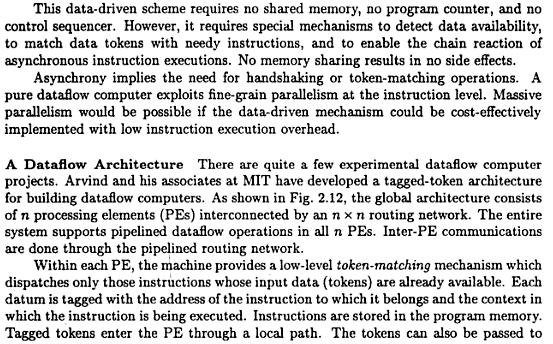 This data-driven scheme requires no shared memory, no program counter, and no
control sequencer. However, it requires special mechanisms to detect data availability,
to match data tokens with needy instructions, and to enable the chain reaction of
asynchronous instruction executions. No memory sharing results in no side effects.
Asynchrony implies the need for handshaking or token-matching operations. A
pure dataflow computer exploits fine-grain parallelism at the instruction level. Massive
parallelism would be possible if the data-driven mechanism could be cost-effectively
implemented with low instruction execution overhead.
A Dataflow Architecture There are quite a few experimental dataflow computer
projects. Arvind and his associates at MIT have developed a tagged-token architecture
for building dataflow computers. As shown in Fig. 2.12, the global architecture consists
of n processing elements (PEs) interconnected by an n × n routing network. The entire
system supports pipelined dataflow operations in all n PEs. Inter-PE communications
are done through the pipelined routing network.
Within each PE, the machine provides a low-level token-matching mechanism which
dispatches only those instructions whose input data (tokens) are already available. Each
datum is tagged with the address of the instruction to which it belongs and the context in
which the instruction is being executed. Instructions are stored in the program memory.
Tagged tokens enter the PE through a local path. The tokens can also be passed to